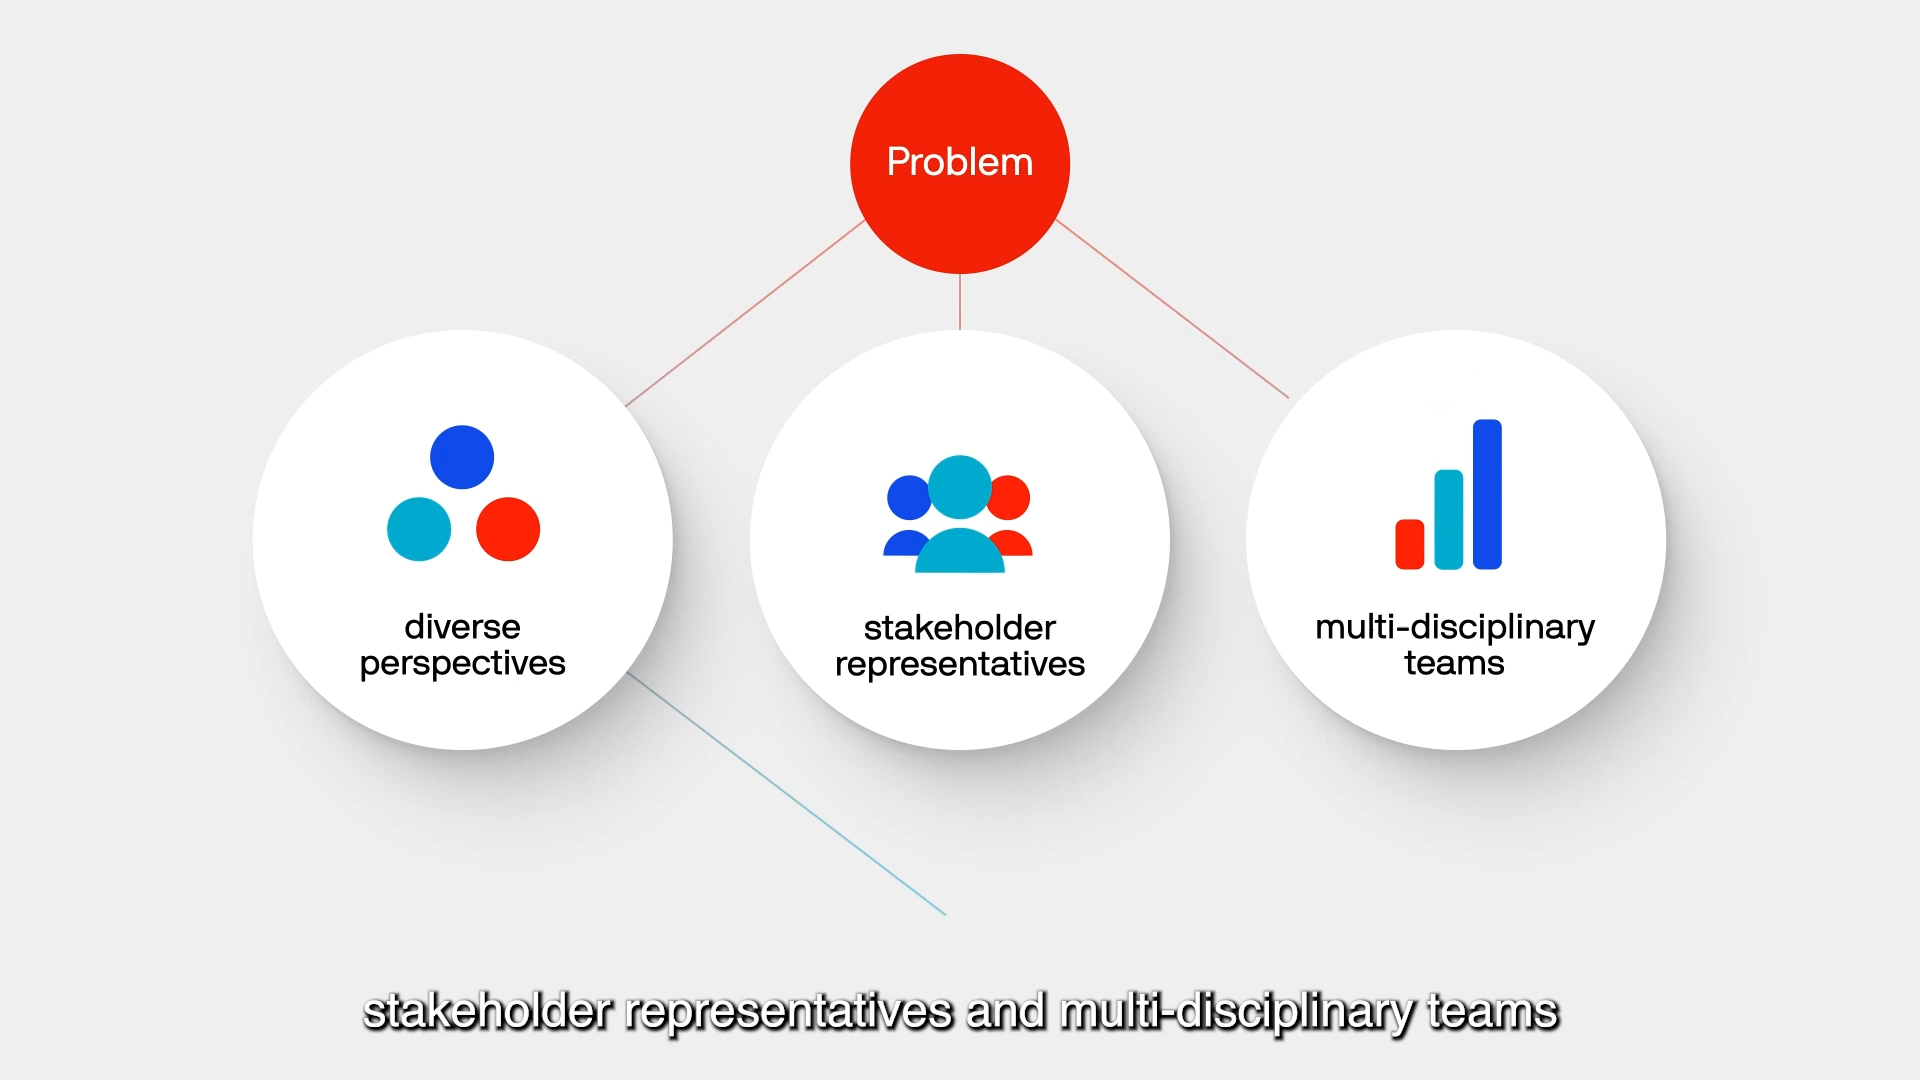 Problem
diverse
perspectives
stakeholder
representatives
multi-disciplinary
teams
stakeholder representatives and multi-disciplinary teams